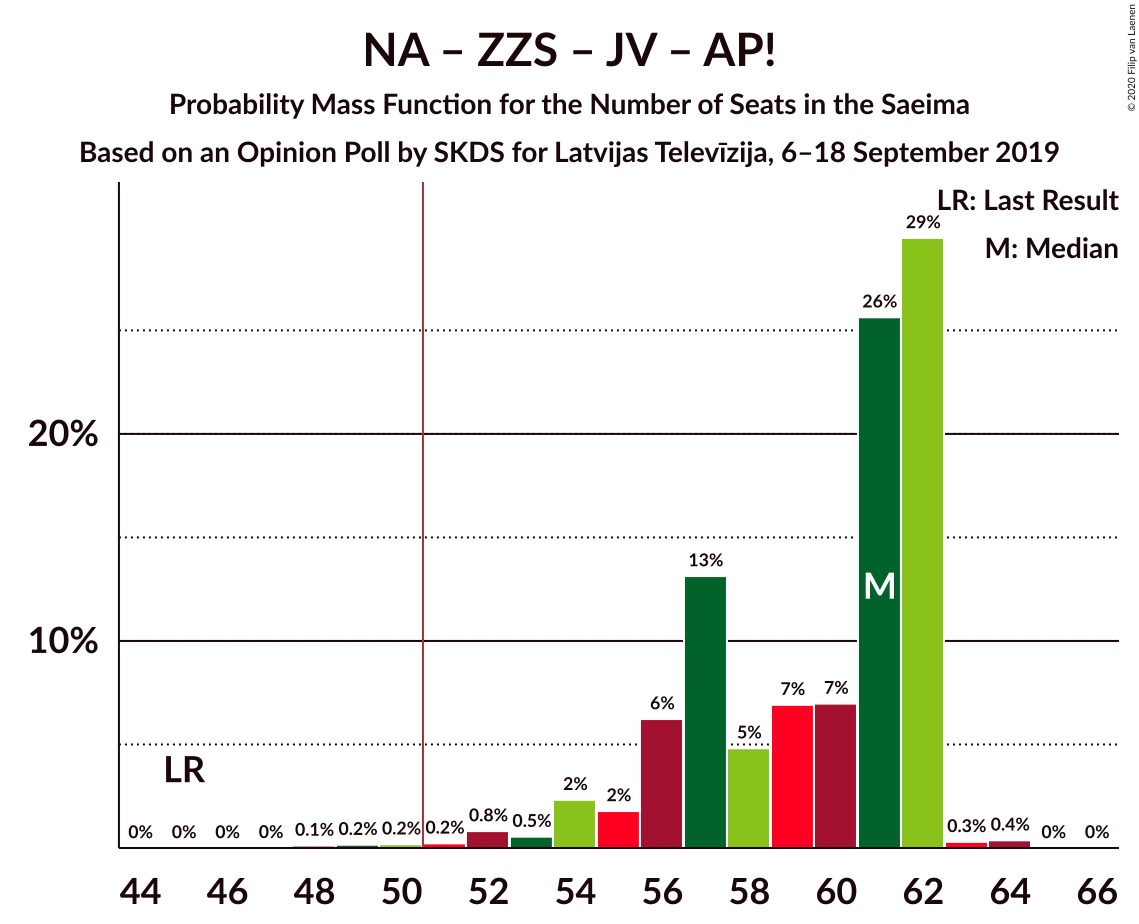 © 2020 Filip van Laenen
NA – ZZS – JV – AP!
Probability Mass Function for the Number of Seats in the Saeima
Based on an Opinion Poll by SKDS for Latvijas Televīzija, 6–18 September 2019
LR: Last Result
M: Median
29%
26%
20%
13%
M
10%
7% 7%
6%
5%
LR
2% 2%
0% 0% 0% 0% 0.1% 0.2% 0.2% 0.2% 0.8% 0.5% 0.3% 0.4% 0% 0%
44 46 48 50 52 54 56 58 60 62 64 66